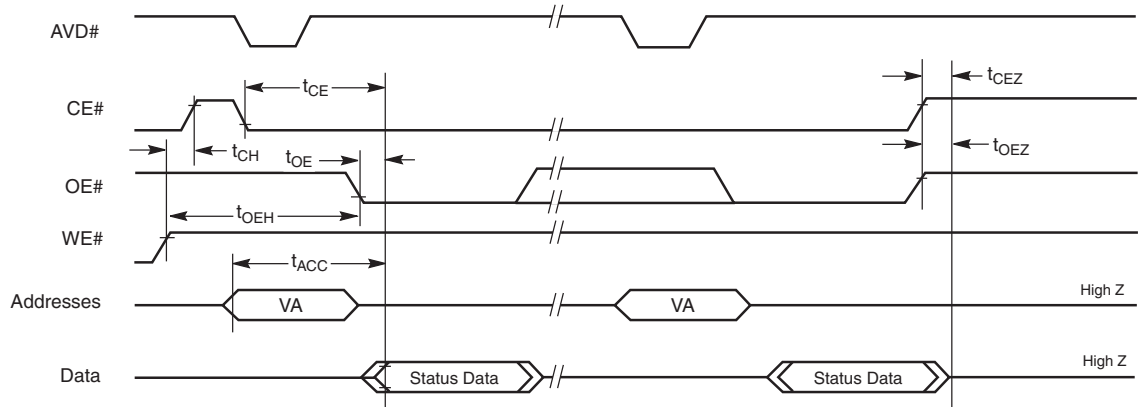 AVD#
tCEZ
tCE
CE#
tCH
tOE
tOEZ
OE#
tOEH
WE#
tACC
Addresses
VA
VA
High Z
Data
Status Data
Status Data
High Z